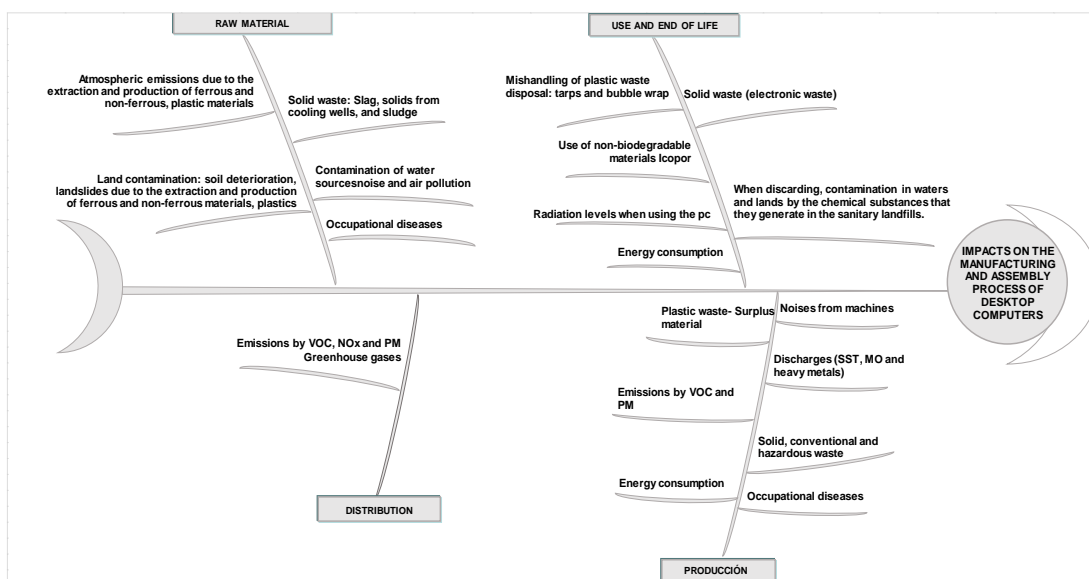 RAW MATERIAL
Atmospheric emissions due to the
extraction and production of ferrous and
non-ferrous, plastic materials
Solid waste: Slag, solids from
cooling wells, and sludge
Land contamination: soil deterioration,
landslides due to the extraction and production
of ferrous and non-ferrous materials, plastics
Contamination of water
sourcesnoise and air pollution
Occupational diseases
USE AND END OF LIFE
Mishandling of plastic waste
disposal: tarps and bubble wrap
Solid waste (electronic waste)
Use of non-biodegradable
materials Icopor
Radiation levels when using the pc
When discarding, contamination in waters
and lands by the chemical substances that
they generate in the sanitary landfills.
Energy consumption
IMPACTS ON THE
MANUFACTURING
AND ASSEMBLY
PROCESS OF
DESKTOP
COMPUTERS
Emissions by VOC, NOx and PM
Greenhouse gases
DISTRIBUTION
Plastic waste- Surplus
material
Noises from machines
Discharges (SST, MO and
heavy metals)
Emissions by VOC and
PM
Solid, conventional and
hazardous waste
Energy consumption
Occupational diseases
PRODUCCIÓN